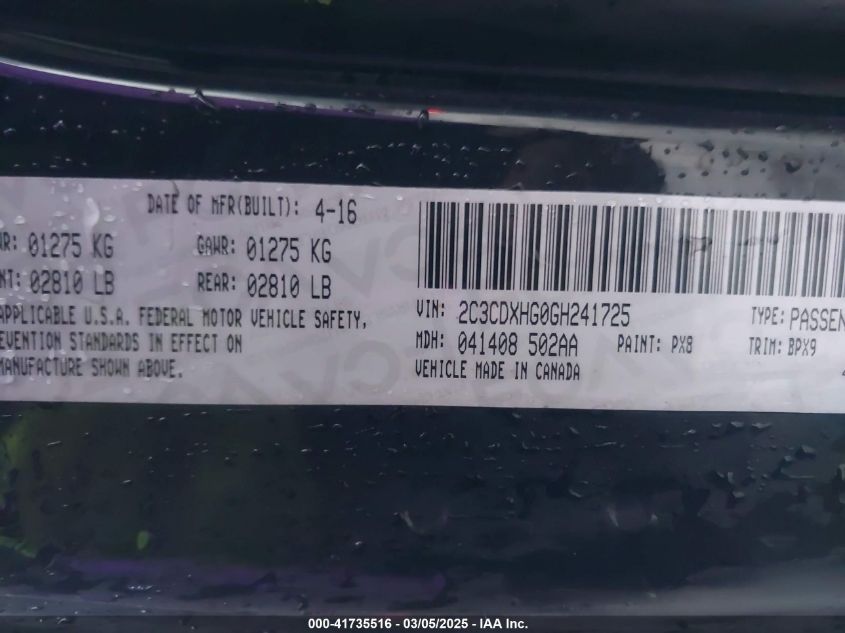 DATE OF MFR(BUILT): 4-16
WR: 01275 KG GAWR: 01275 KG
NT: 02810 LB REAR: 02810 LB
APPLICABLE U.S.A. FEDERAL MOTOR VEHICLE SAFETY,
EVENTION STANDARDS IN EFFECT ON
MANUFACTURE SHOWN ABOVE.
VIN: 2C3CDXHG0GH241725 TYPE: PASSEN
MDH: 041408 502AA PAINT: PX8 TRIM: BPX9
VEHICLE MADE IN CANADA
000-41735516 - 03/05/2025 - IAA Inc.